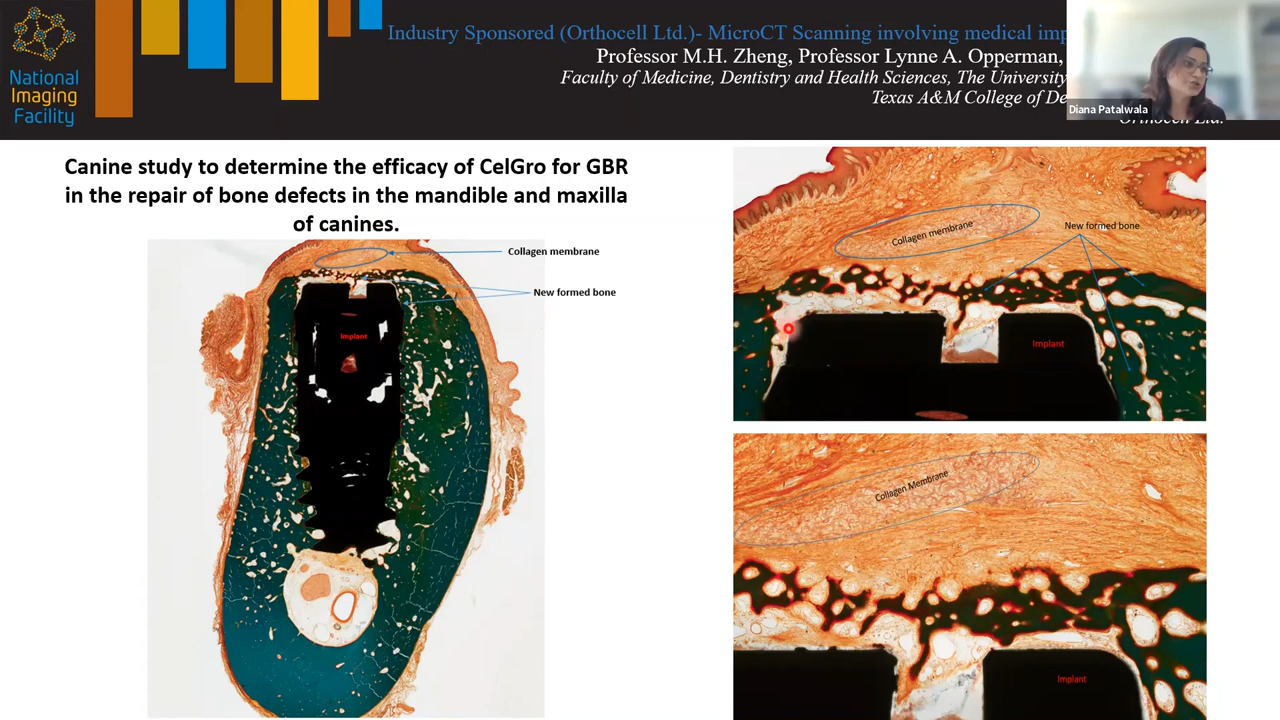 National
Imaging
Facility
Industry Sponsored (Orthocell Ltd.)- MicroCT Scanning involving medical
Professor M.H. Zheng, Professor Lynne A. Opperman,
Faculty of Medicine, Dentistry and Health Sciences, The University
Texas A&M College of
Orthocell Ltd.
Diana Patalwala
Canine study to determine the efficacy of CelGro for GBR
in the repair of bone defects in the mandible and maxilla
of canines.
Collagen membrane
New formed bone
Implant
Collagen membrane
New formed bone
Implant
Collagen Membrane
Implant